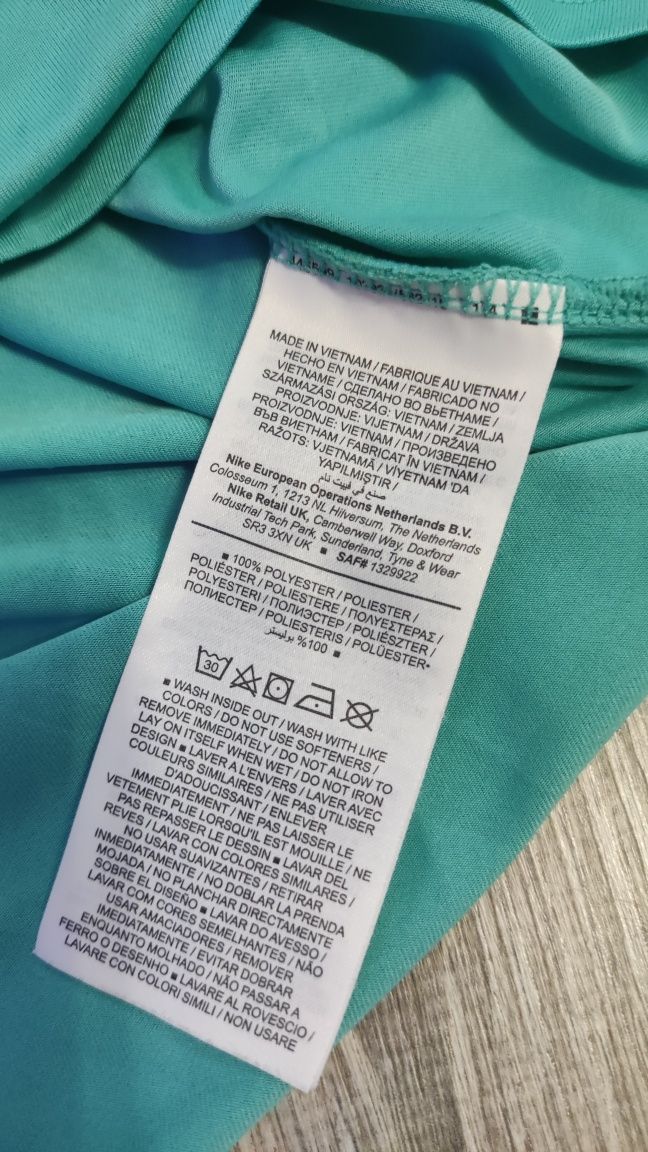 MADE IN VIETNAM / FABRIQUE AU VIETNAM /
HECHO EN VIETNAM / FABRICADO NO
VIETNAME / СДЕЛАНО ВО ВЬЕТНАМЕ /
SZÁRMAZÁSI ORSZÁG: VIETNAM / ZEMLJA
PROIZVODNJE: VIJETNAM / DRŽAVA
PROIZVODNJE: VIETNAM / ПРОИЗВЕДЕНО
ВЪВ ВИЕТНАМ / FABRICAT ÎN VIETNAM /
RAŽOTS: VJETNAMĀ / VİYETNAM 'DA
YAPILMIŞTIR /
صنع في فييت نام
Nike European Operations Netherlands B.V.
Colosseum 1, 1213 NL Hilversum, The Netherlands
Nike Retail UK, Camberwell Way, Doxford
Industrial Tech Park, Sunderland, Tyne & Wear
SR3 3XN UK ■ SAF# 1329922
■ 100% POLYESTER / POLIESTER /
POLIÉSTER / POLIESTERE / ΠΟΛΥΕΣΤΕΡΑΣ /
POLYESTERI / ПОЛИЭСТЕР / POLIÉSZTER /
ПОЛИЕСТЕР / POLIESTERIS / POLÜESTER•
%100 بوليستر ■
30
■ WASH INSIDE OUT / WASH WITH LIKE
COLORS / DO NOT USE SOFTENERS /
REMOVE IMMEDIATELY / DO NOT ALLOW TO
LAY ON ITSELF WHEN WET / DO NOT IRON
DESIGN ■ LAVER A L'ENVERS / LAVER AVEC
COULEURS SIMILAIRES / NE PAS UTILISER
D'ADOUCISSANT / ENLEVER
IMMEDIATEMENT / NE PAS LAISSER LE
VETEMENT PLIE LORSQU'IL EST MOUILLE / NE
PAS REPASSER LE DESSIN ■ LAVAR DEL
REVES / LAVAR CON COLORES SIMILARES /
NO USAR SUAVIZANTES / RETIRAR
INMEDIATAMENTE / NO DOBLAR LA PRENDA
MOJADA / NO PLANCHAR DIRECTAMENTE
SOBRE EL DISEÑO ■ LAVAR DO AVESSO /
LAVAR COM CORES SEMELHANTES / NÃO
USAR AMACIADORES / REMOVER
IMEDIATAMENTE / EVITAR DOBRAR
ENQUANTO MOLHADO / NÃO PASSAR A
FERRO O DESENHO ■ LAVARE AL ROVESCIO /
LAVARE CON COLORI SIMILI / NON USARE